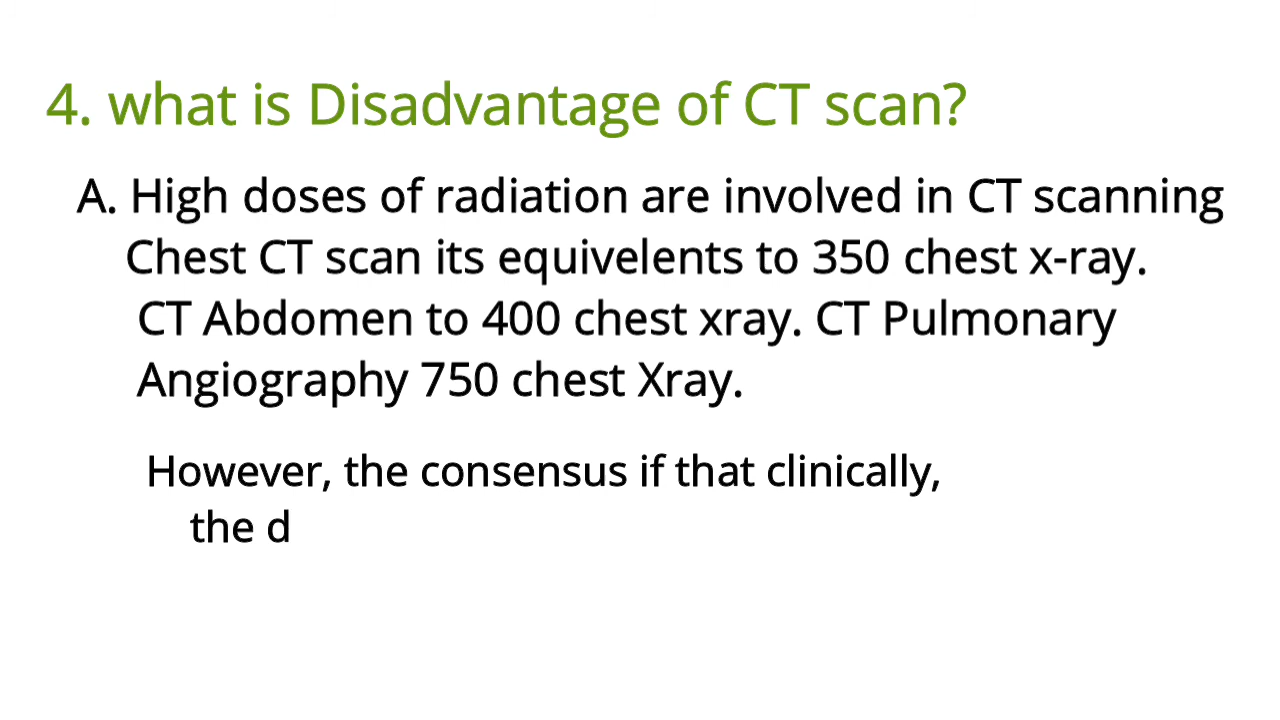 4. what is Disadvantage of CT scan?
A. High doses of radiation are involved in CT scanning
Chest CT scan its equivelents to 350 chest x-ray.
CT Abdomen to 400 chest xray. CT Pulmonary
Angiography 750 chest Xray.
However, the consensus if that clinically,
the d